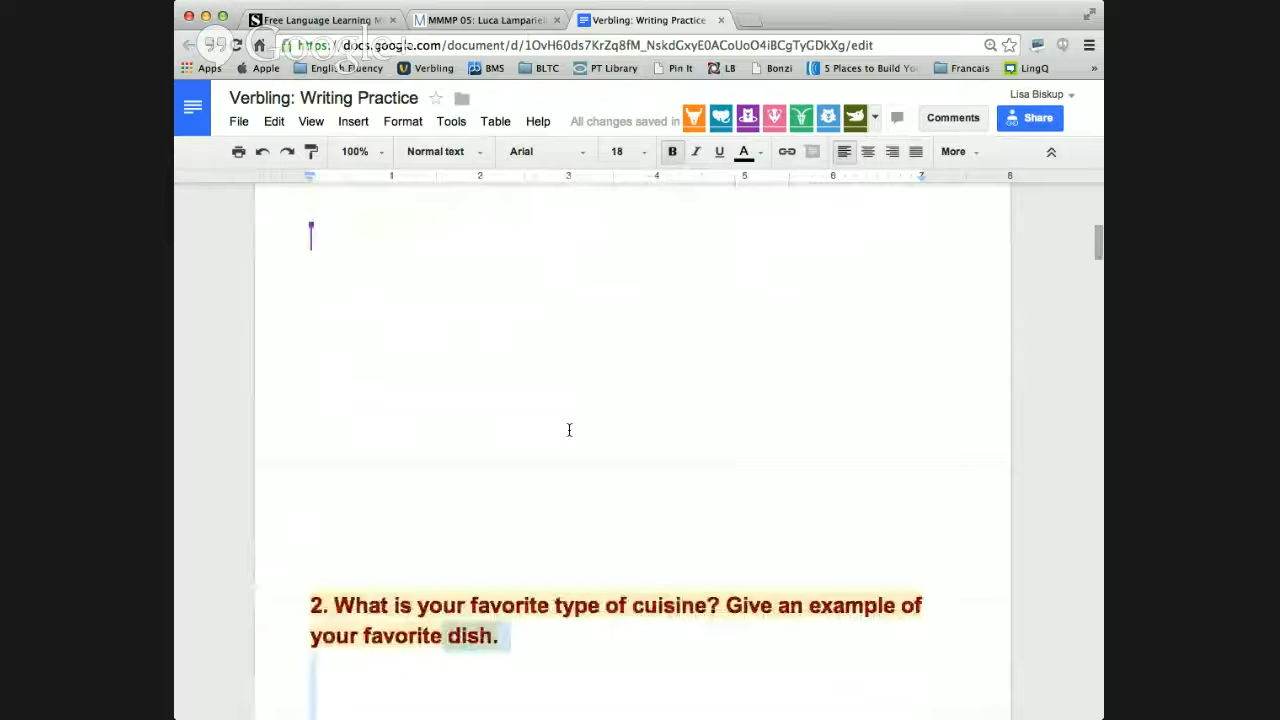 Free Language Learning M
MMMP 05: Luca Lampariel
Verbling: Writing Practice
Google+
https://docs.google.com/document/d/1OvH60ds7KrZq8fM_NskdGxyE0ACoUoO4iBCgTyGDkXg/edit
Apps Apple English Fluency Verbling BMS BLTC PT Library Pin It LB Bonzi 5 Places to Build Yo Francais LingQ »
Lisa Biskup
Verbling: Writing Practice
Comments Share
File Edit View Insert Format Tools Table Help All changes saved in
100% Normal text Arial 18 B I U A More
1 2 3 4 5 6 7 8
2. What is your favorite type of cuisine? Give an example of
your favorite dish.